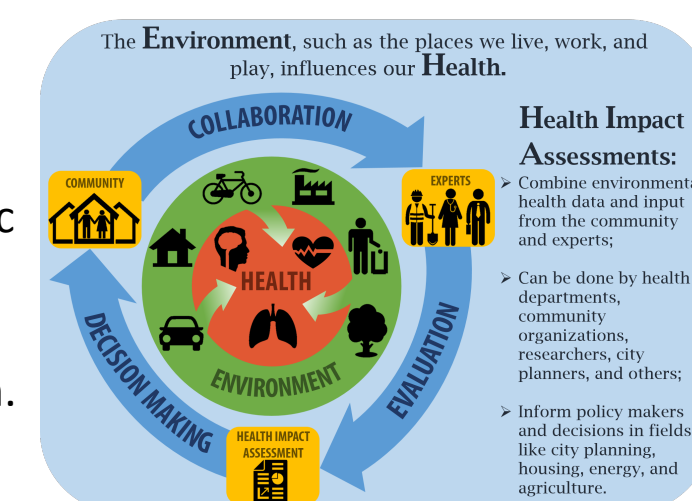 The Environment, such as the places we live, work, and
play, influences our Health.
COLLABORATION
COMMUNITY
EXPERTS
HEALTH
ENVIRONMENT
DECISION MAKING
EVALUATION
HEALTH IMPACT
ASSESSMENT
Health Impact
Assessments:
➢ Combine environmenta
health data and input
from the community
and experts;
➢ Can be done by health
departments,
community
organizations,
researchers, city
planners, and others;
➢ Inform policy makers
and decisions in fields
like city planning,
housing, energy, and
agriculture.
c